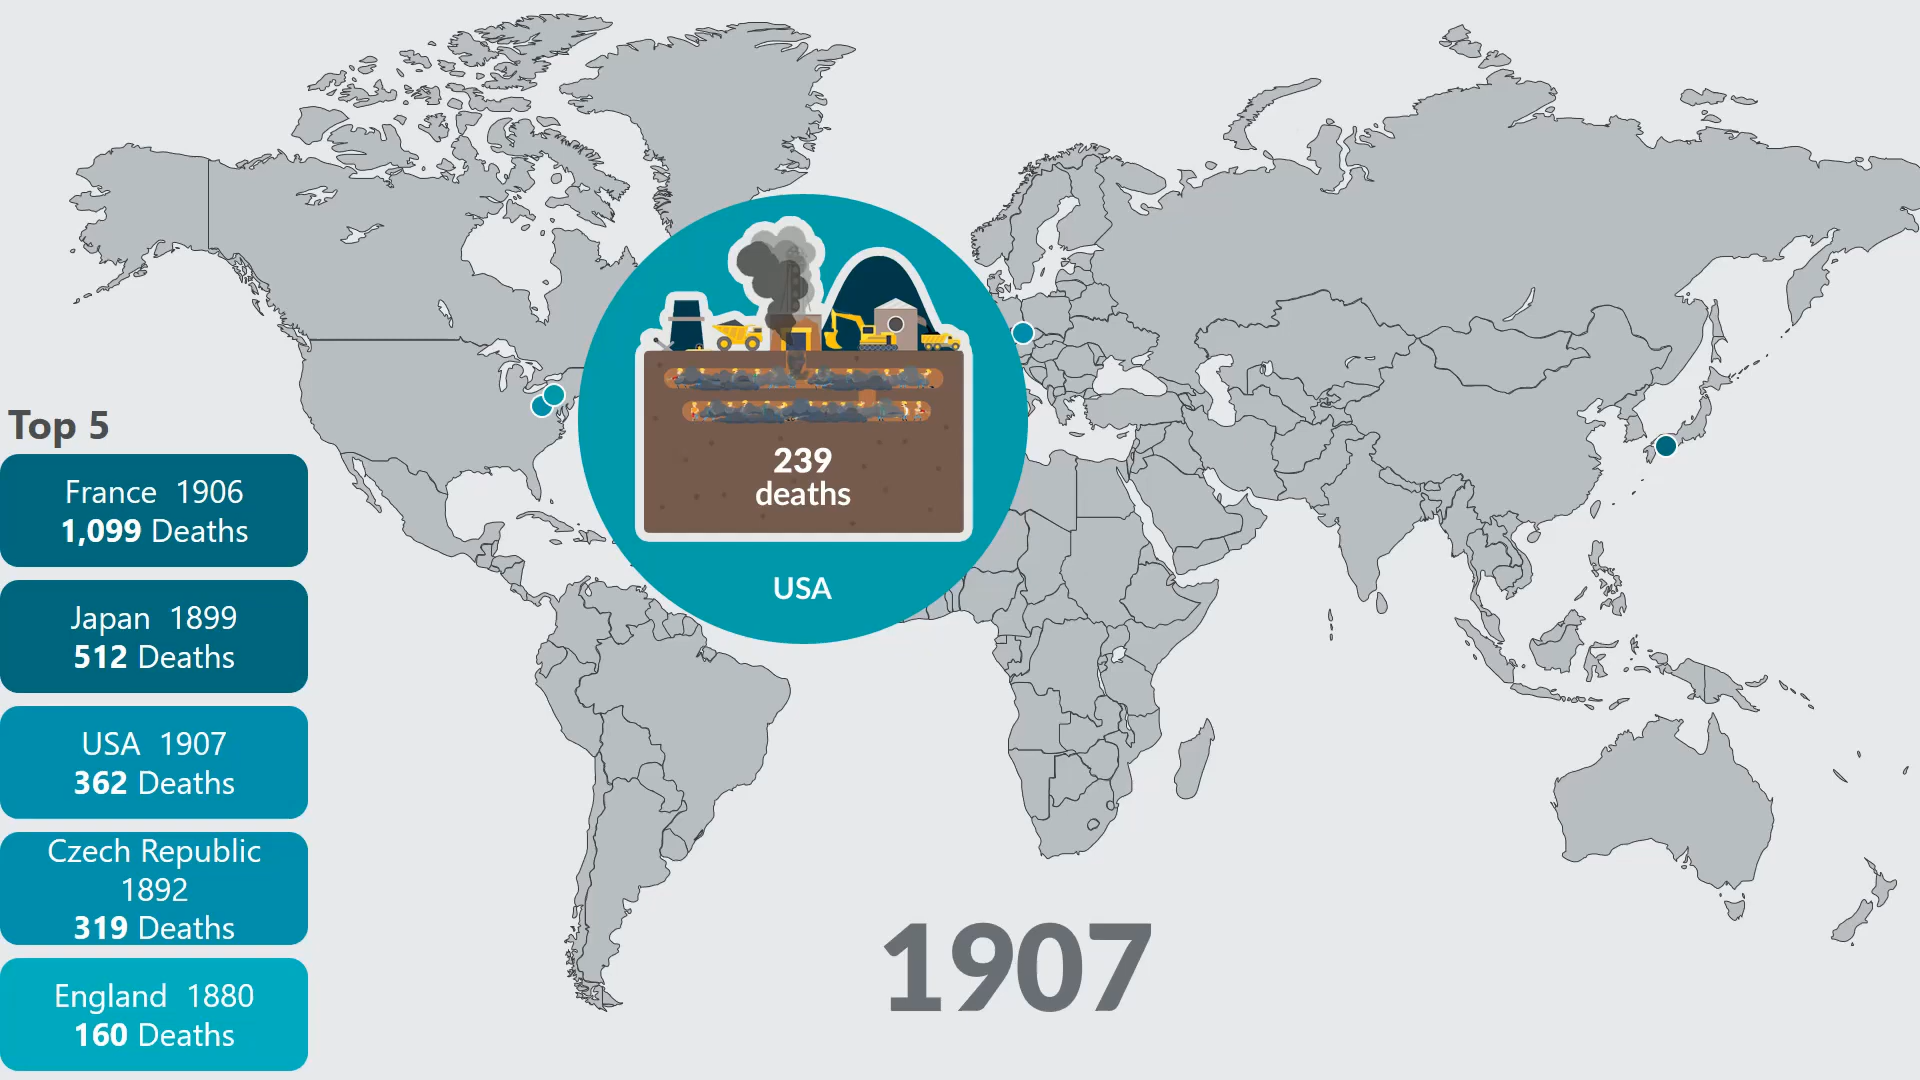 Top 5
France 1906
1,099 Deaths
Japan 1899
512 Deaths
USA 1907
362 Deaths
Czech Republic
1892
319 Deaths
England 1880
160 Deaths
239
deaths
USA
1907